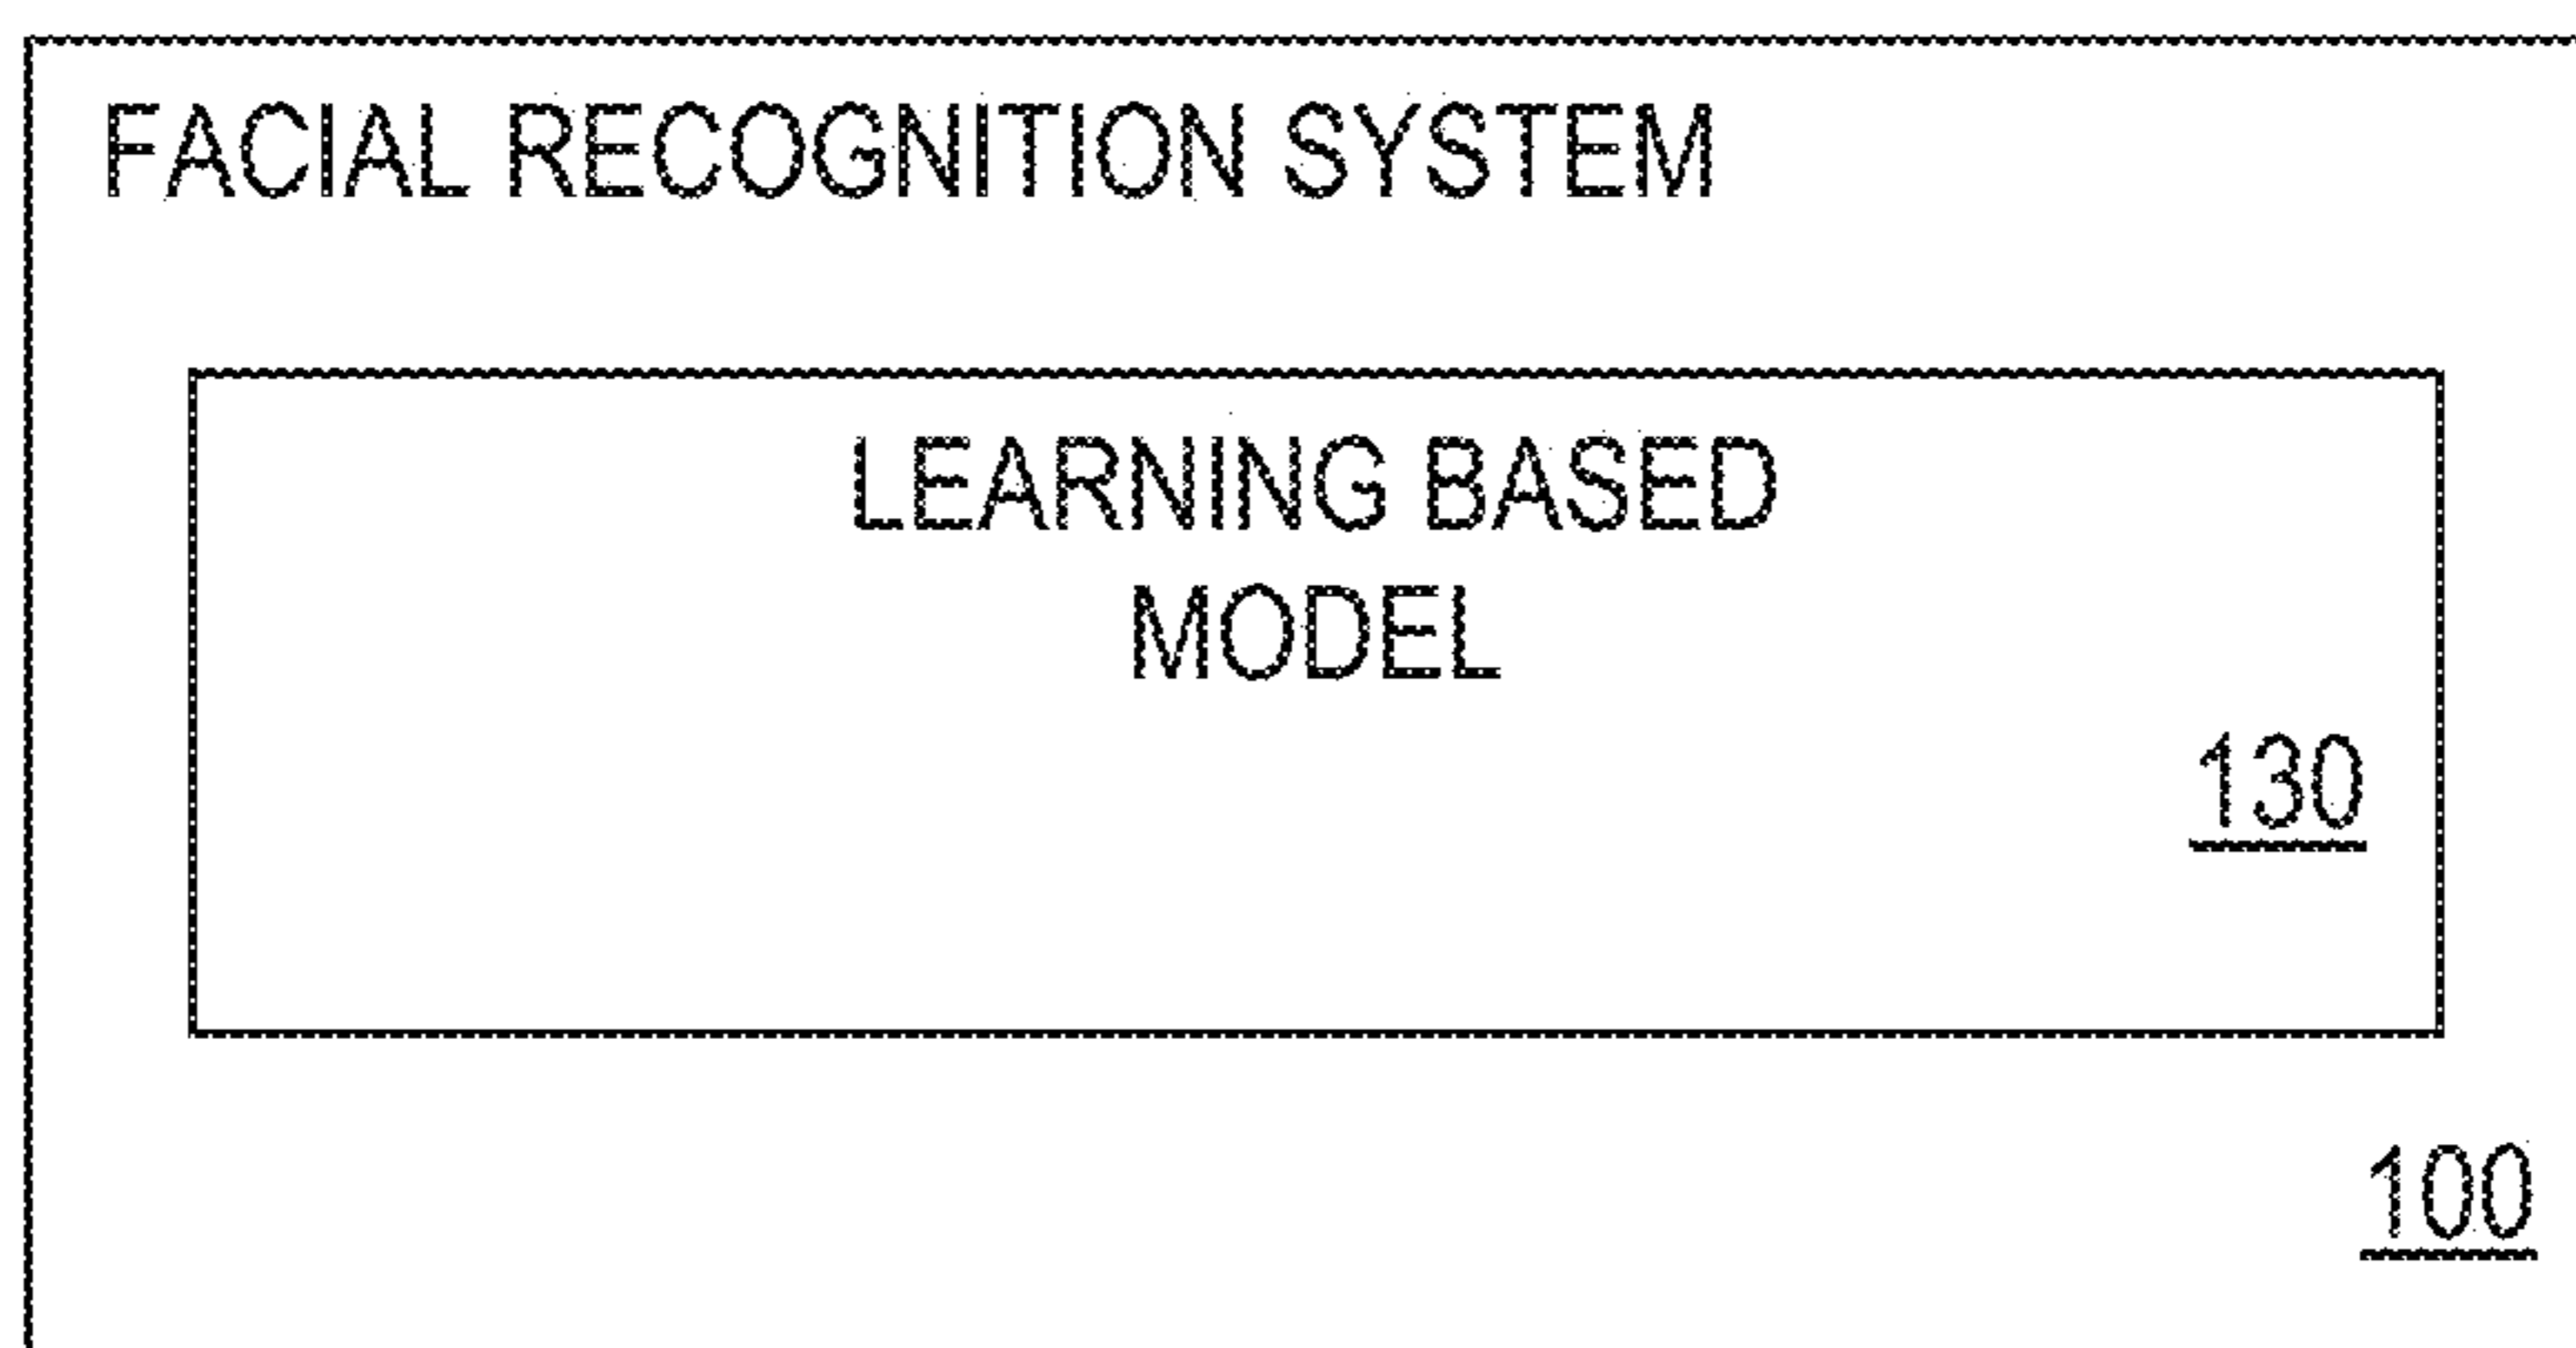 FACIAL RECOGNITION SYSTEM
LEARNING BASED
MODEL
130
100